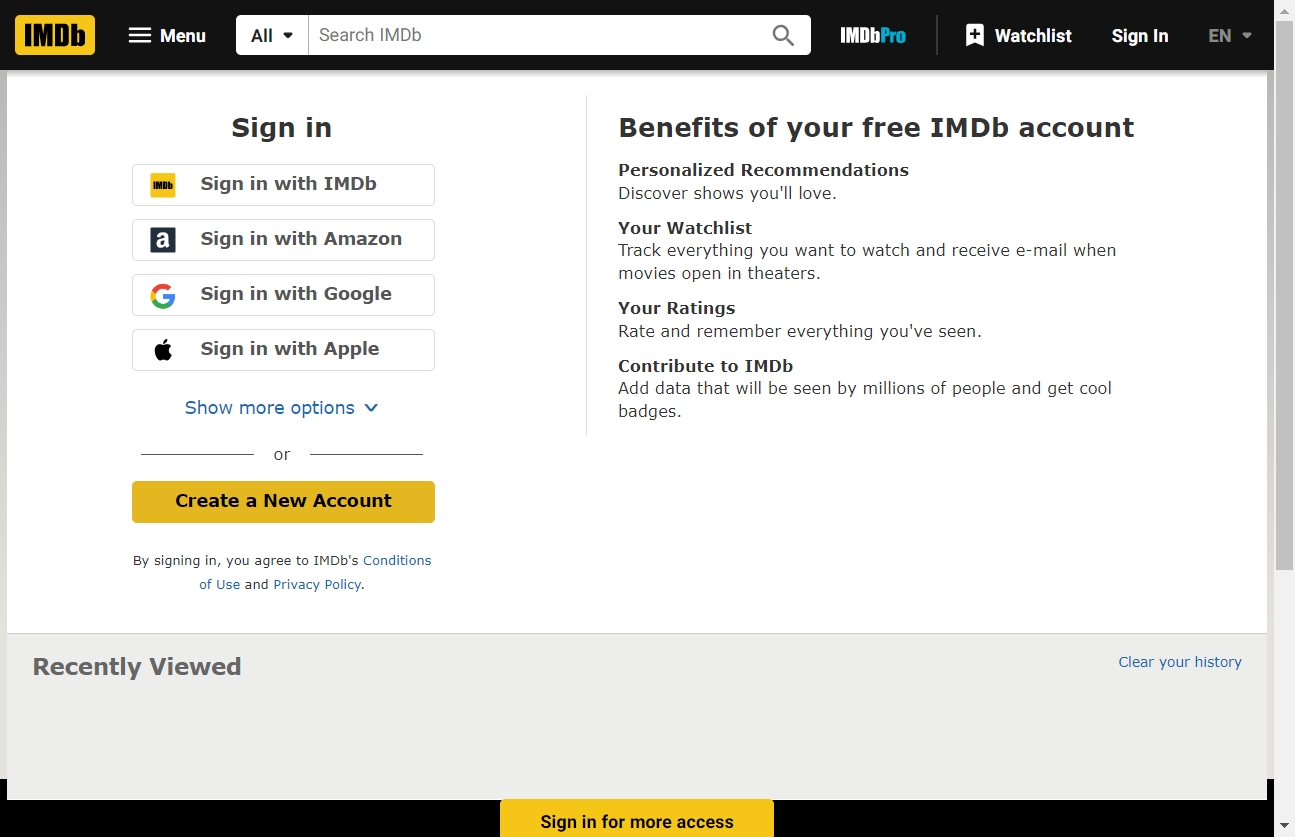 IMDb
Menu
All
Search IMDb
IMDbPro
Watchlist
Sign In
EN
Sign in
IMDb Sign in with IMDb
a Sign in with Amazon
G Sign in with Google
Sign in with Apple
Show more options
or
Create a New Account
By signing in, you agree to IMDb's Conditions
of Use and Privacy Policy.
Benefits of your free IMDb account
Personalized Recommendations
Discover shows you'll love.
Your Watchlist
Track everything you want to watch and receive e-mail when
movies open in theaters.
Your Ratings
Rate and remember everything you've seen.
Contribute to IMDb
Add data that will be seen by millions of people and get cool
badges.
Recently Viewed
Clear your history
Sign in for more access